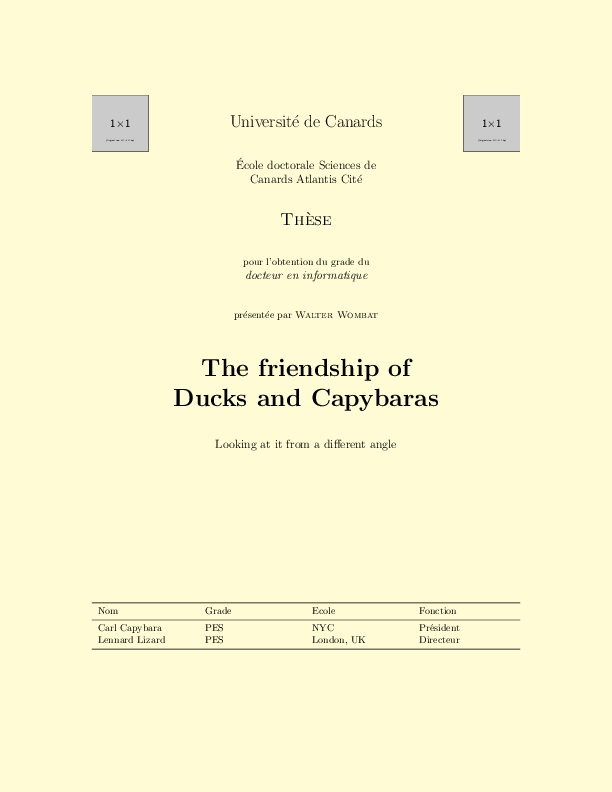 1×1
Université de Canards
1×1
École doctorale Sciences de
Canards Atlantis Cité
Thèse
pour l'obtention du grade du
docteur en informatique
présentée par Walter Wombat
The friendship of
Ducks and Capybaras
Looking at it from a different angle
Nom Grade Ecole Fonction
Carl Capybara PES NYC Président
Lennard Lizard PES London, UK Directeur